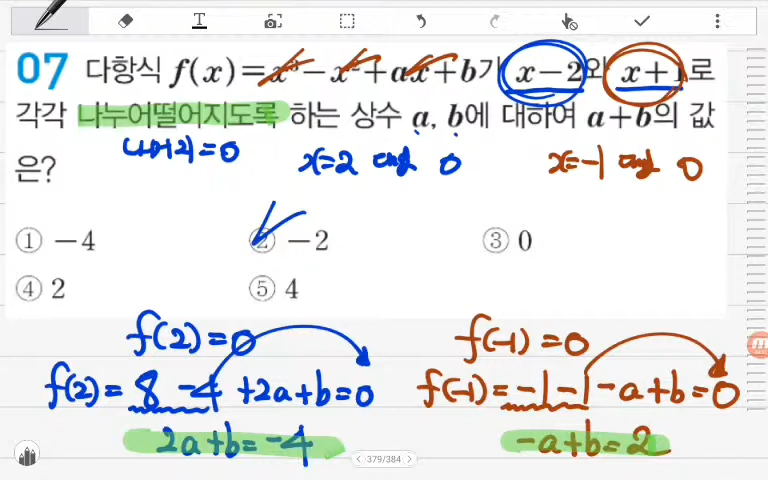 07 다항식 f(x)=x³-x²+ax+b가 x-2와 x+1로
각각 나누어떨어지도록 하는 상수 a, b에 대하여 a+b의 값
은?
(나머지)=0
x=2 대입 0
x=-1 대입 0
① -4
② -2
③ 0
④ 2
⑤ 4
f(2)=0
f(-1)=0
f(2)=8-4+2a+b=0
f(-1)=-1-1-a+b=0
2a+b=-4
-a+b=2
379/384